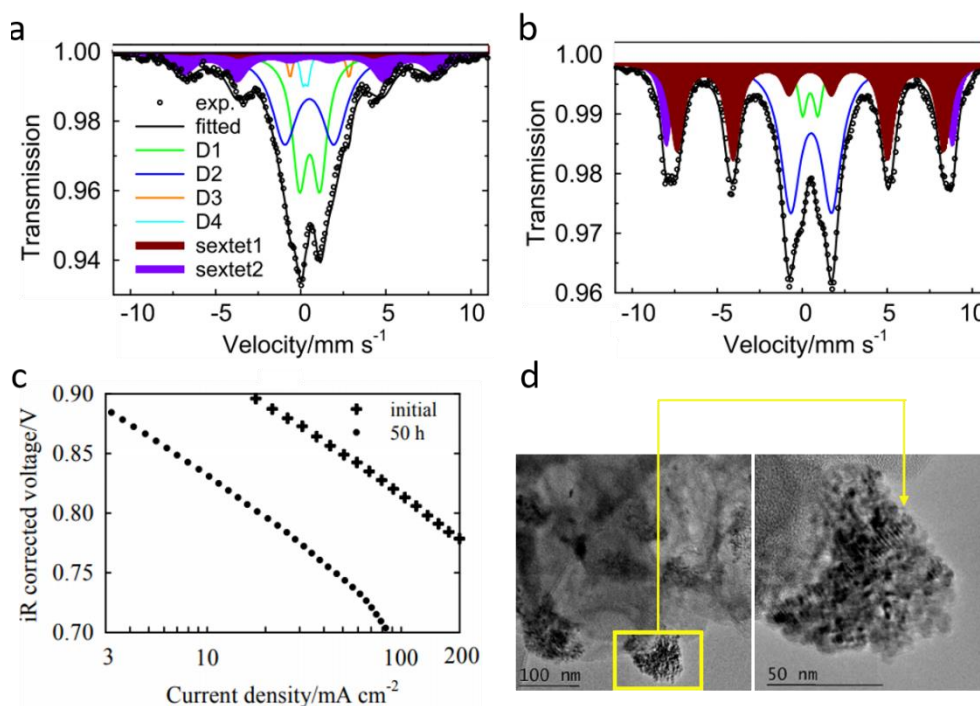 a
1.00
0.98
0.96
0.94
Transmission
exp.
fitted
D1
D2
D3
D4
sextet1
sextet2
-10 -5 0 5 10
Velocity/mm s-1
b
1.00
0.99
0.98
0.97
0.96
Transmission
-10 -5 0 5 10
Velocity/mm s-1
c
0.90
0.85
0.80
0.75
0.70
iR corrected voltage/V
initial
50 h
3 10 100 200
Current density/mA cm-2
d
100 nm
50 nm